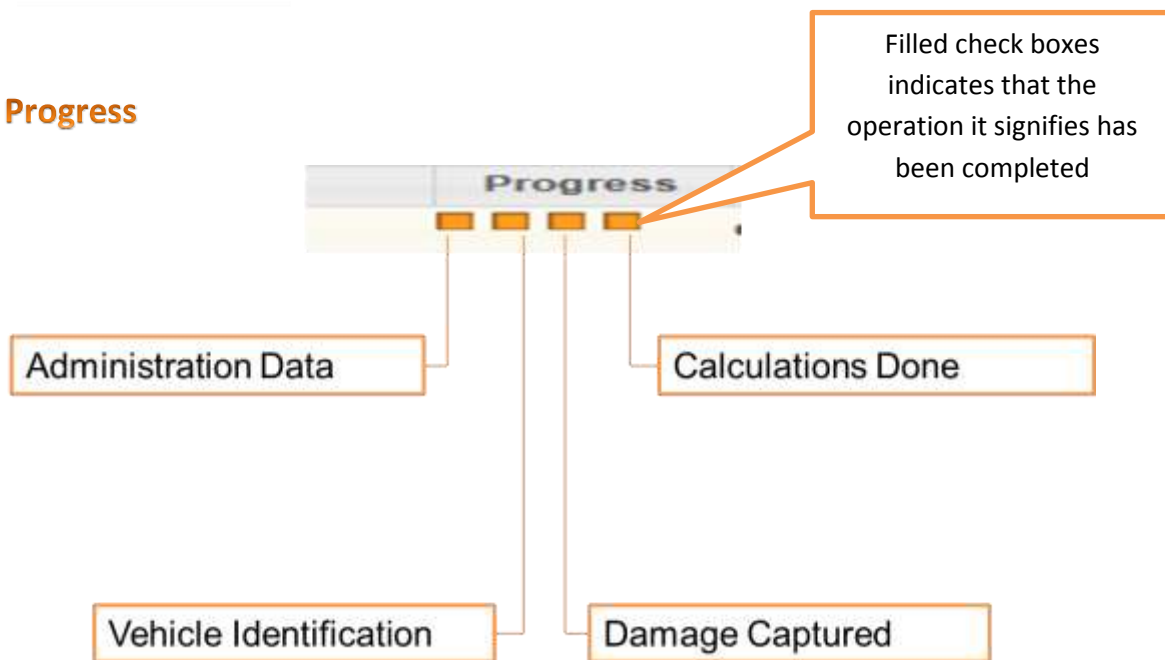 Filled check boxes
indicates that the
operation it signifies has
been completed
Progress
Progress
Administration Data
Calculations Done
Vehicle Identification
Damage Captured